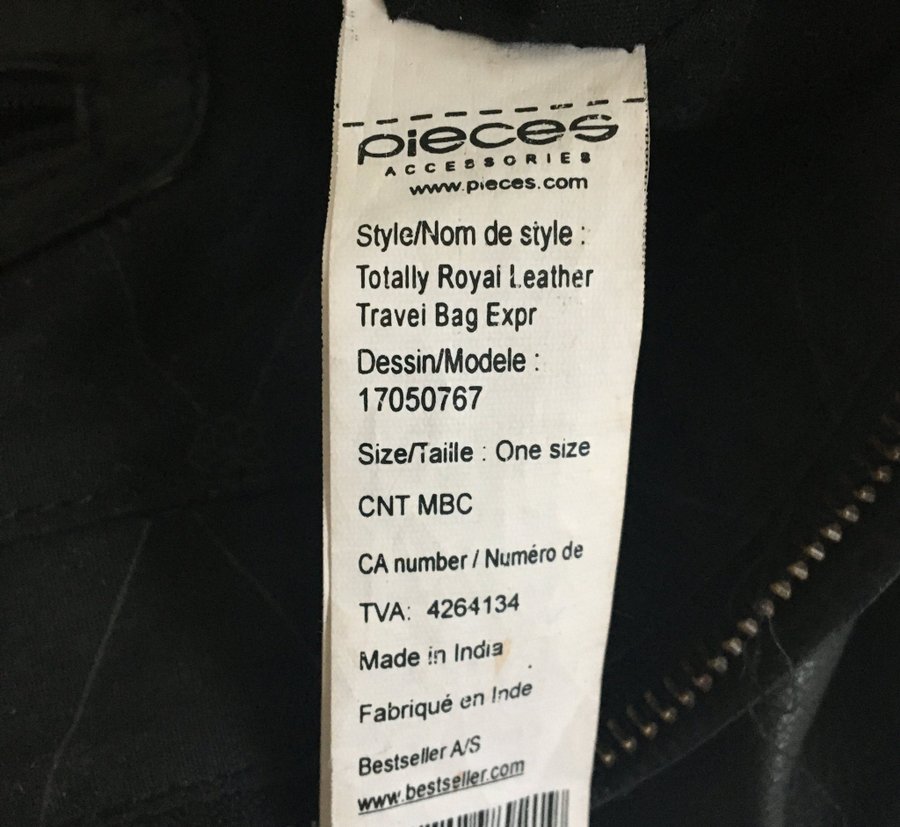 pieces
ACCESSORIES
www.pieces.com
Style/Nom de style :
Totally Royal Leather
Travel Bag Expr
Dessin/Modele :
17050767
Size/Taille : One size
CNT MBC
CA number / Numéro de
TVA: 4264134
Made in India
Fabriqué en Inde
Bestseller A/S
www.bestseller.com